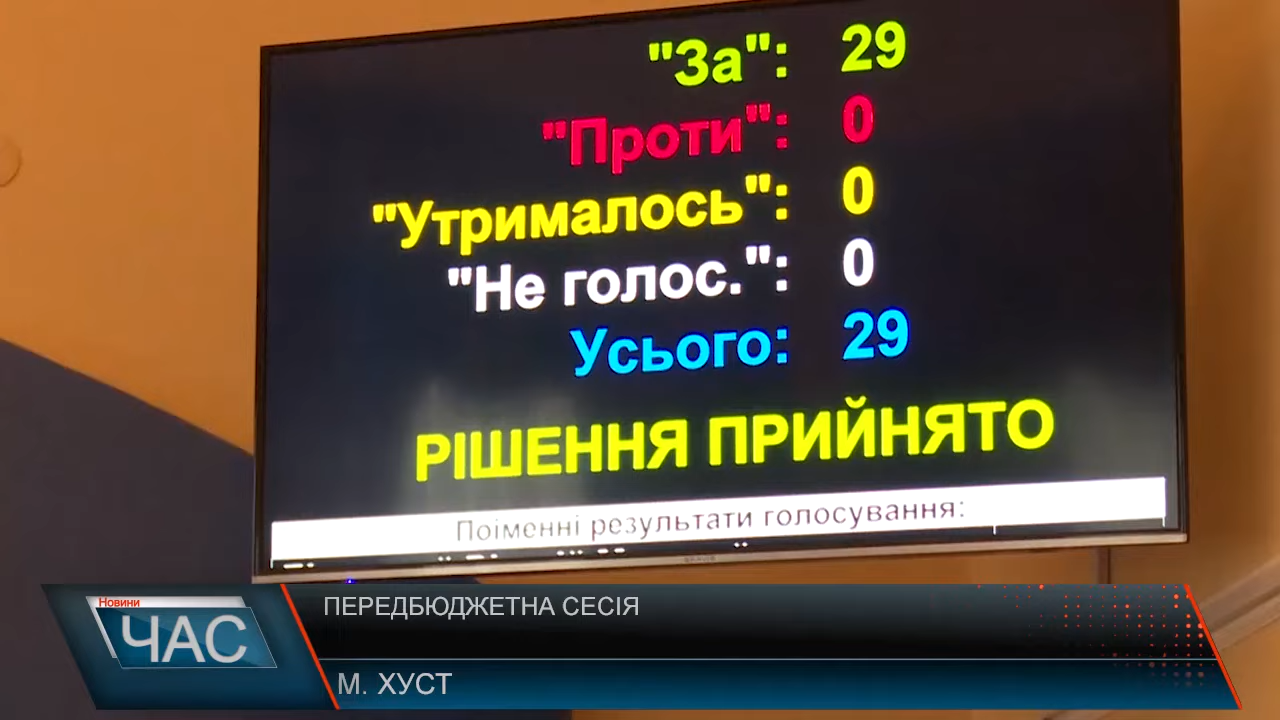 "За": 29
"Проти": 0
"Утрималось": 0
"Не голос.": 0
Усього: 29
РІШЕННЯ ПРИЙНЯТО
Поіменні результати голосування:
Новини
ЧАС
ПЕРЕДБЮДЖЕТНА СЕСІЯ
М. ХУСТ